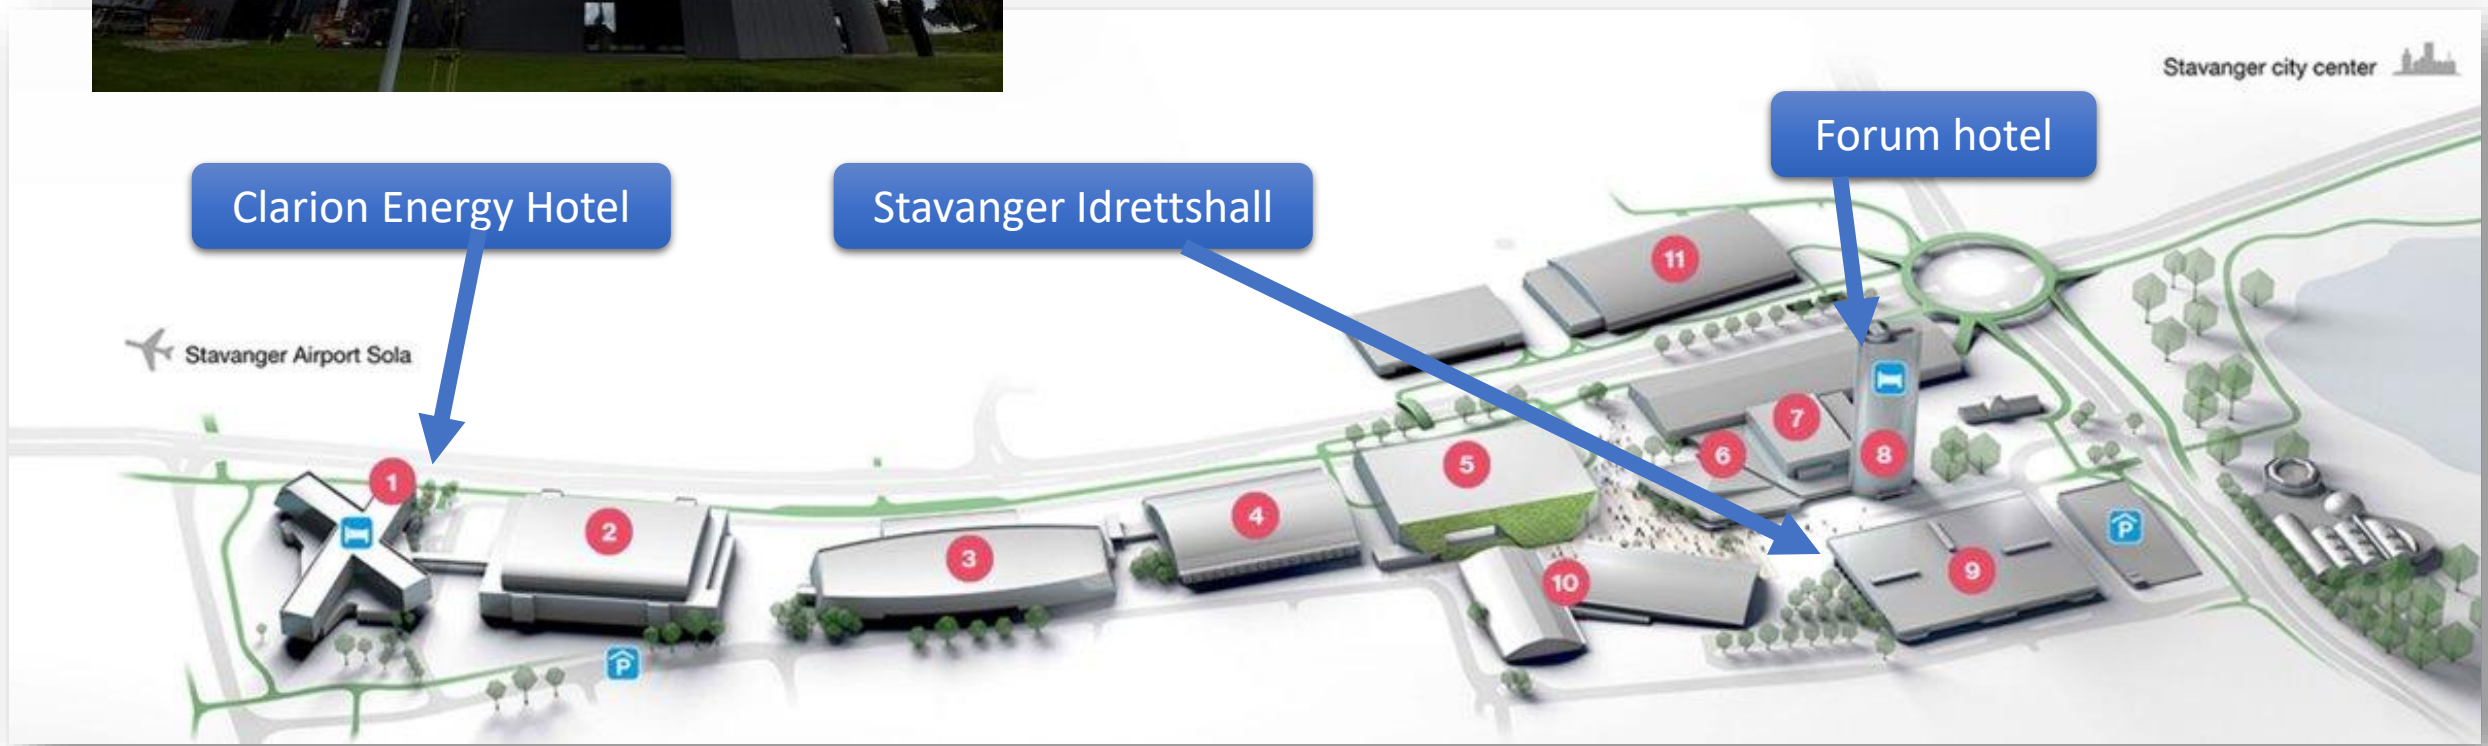 Stavanger city center
Forum hotel
Clarion Energy Hotel
Stavanger Idrettshall
Stavanger Airport Sola
11
7
8
6
5
1
4
2
3
9
10
P
P